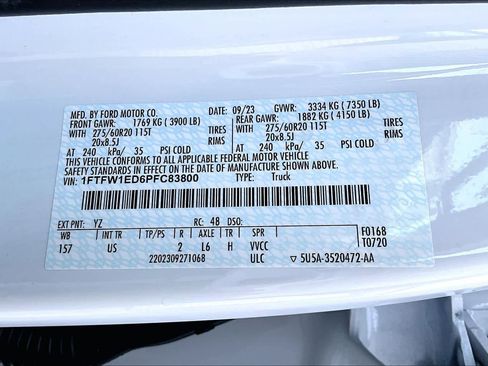 MFD. BY FORD MOTOR CO. DATE: 09/23 GVWR: 3334 KG ( 7350 LB)
FRONT GAWR: 1769 KG ( 3900 LB) REAR GAWR: 1882 KG ( 4150 LB)
WITH 275/60R20 115T TIRES WITH 275/60R20 115T TIRES
20x8.5J RIMS 20x8.5J RIMS
AT 240 kPa/ 35 PSI COLD AT 240 kPa/ 35 PSI COLD
THIS VEHICLE CONFORMS TO ALL APPLICABLE FEDERAL MOTOR VEHICLE
SAFETY STANDARDS IN EFFECT ON THE DATE OF MANUFACTURE SHOWN ABOVE.
VIN: 1FTFW1ED6PFC83800 TYPE: Truck
EXT PNT: YZ RC: 48 DSO:
WB INT TR TP/PS R AXLE TR SPR F0168
157 US 2 L6 H VVCC T0720
2202309271068 ULC ▽ 5U5A-3520472-AA